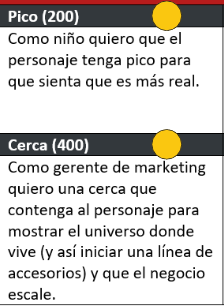 Pico (200)
Como niño quiero que el
personaje tenga pico para
que sienta que es más real.
Cerca (400)
Como gerente de marketing
quiero una cerca que
contenga al personaje para
mostrar el universo donde
vive (y así iniciar una línea de
accesorios) y que el negocio
escale.